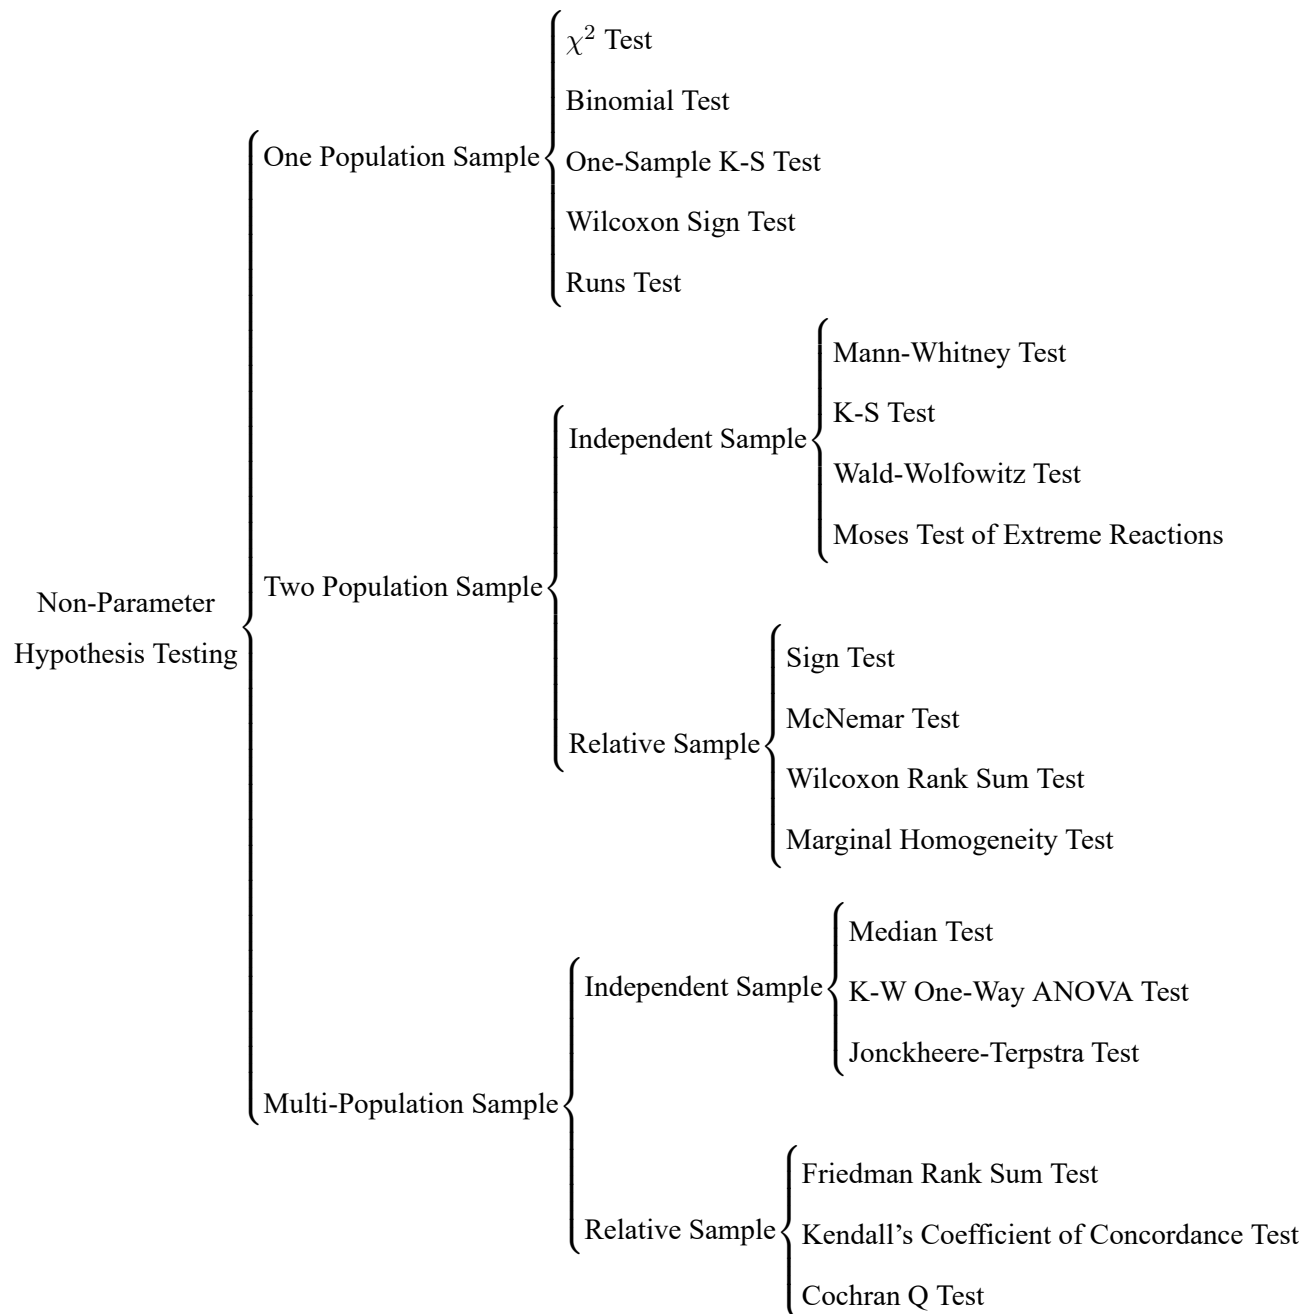 Non-Parameter
Hypothesis Testing
One Population Sample
χ² Test
Binomial Test
One-Sample K-S Test
Wilcoxon Sign Test
Runs Test
Two Population Sample
Independent Sample
Mann-Whitney Test
K-S Test
Wald-Wolfowitz Test
Moses Test of Extreme Reactions
Relative Sample
Sign Test
McNemar Test
Wilcoxon Rank Sum Test
Marginal Homogeneity Test
Multi-Population Sample
Independent Sample
Median Test
K-W One-Way ANOVA Test
Jonckheere-Terpstra Test
Relative Sample
Friedman Rank Sum Test
Kendall’s Coefficient of Concordance Test
Cochran Q Test